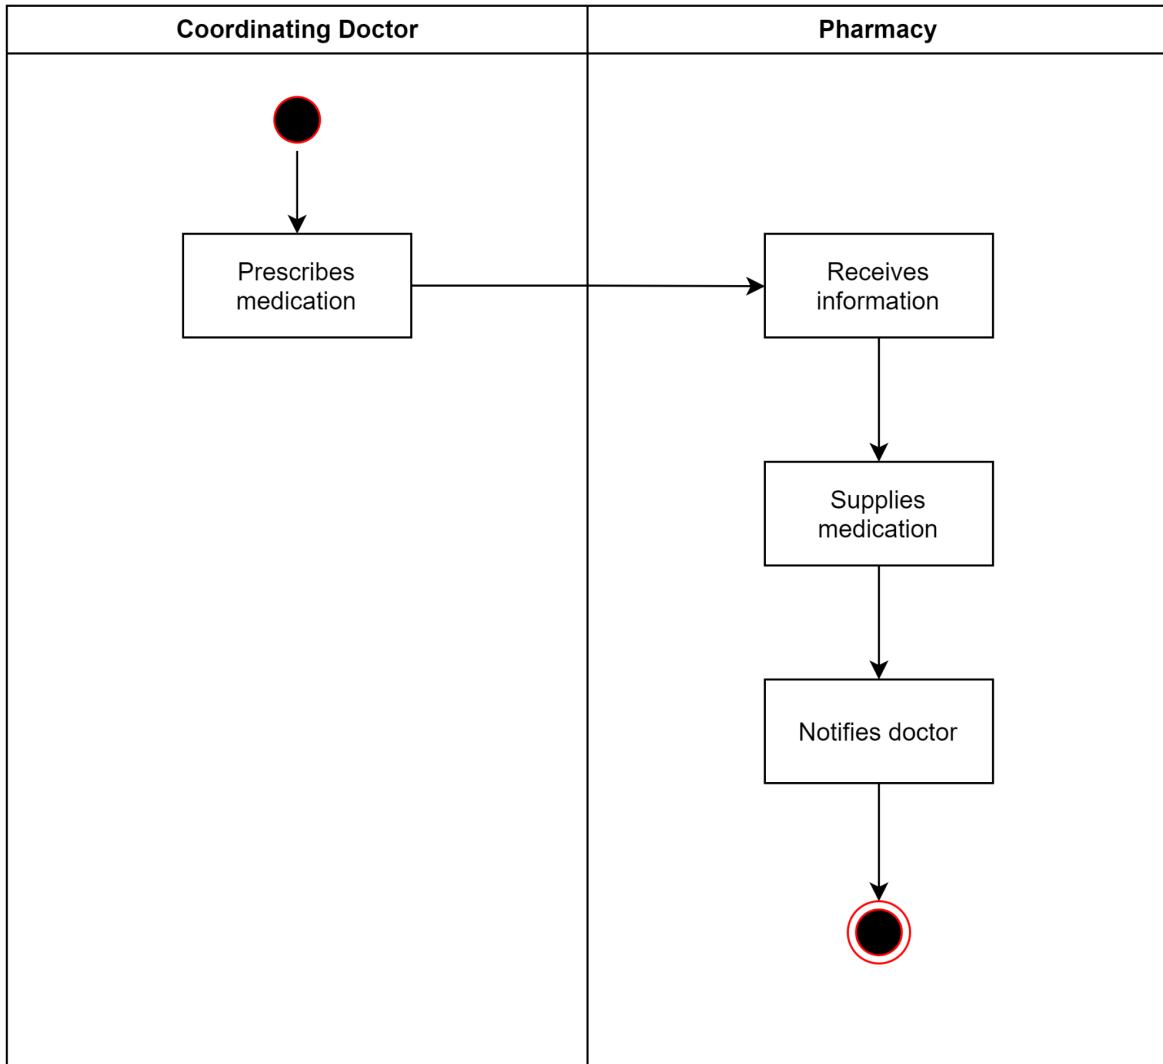 Coordinating Doctor
Pharmacy
Prescribes
medication
Receives
information
Supplies
medication
Notifies doctor